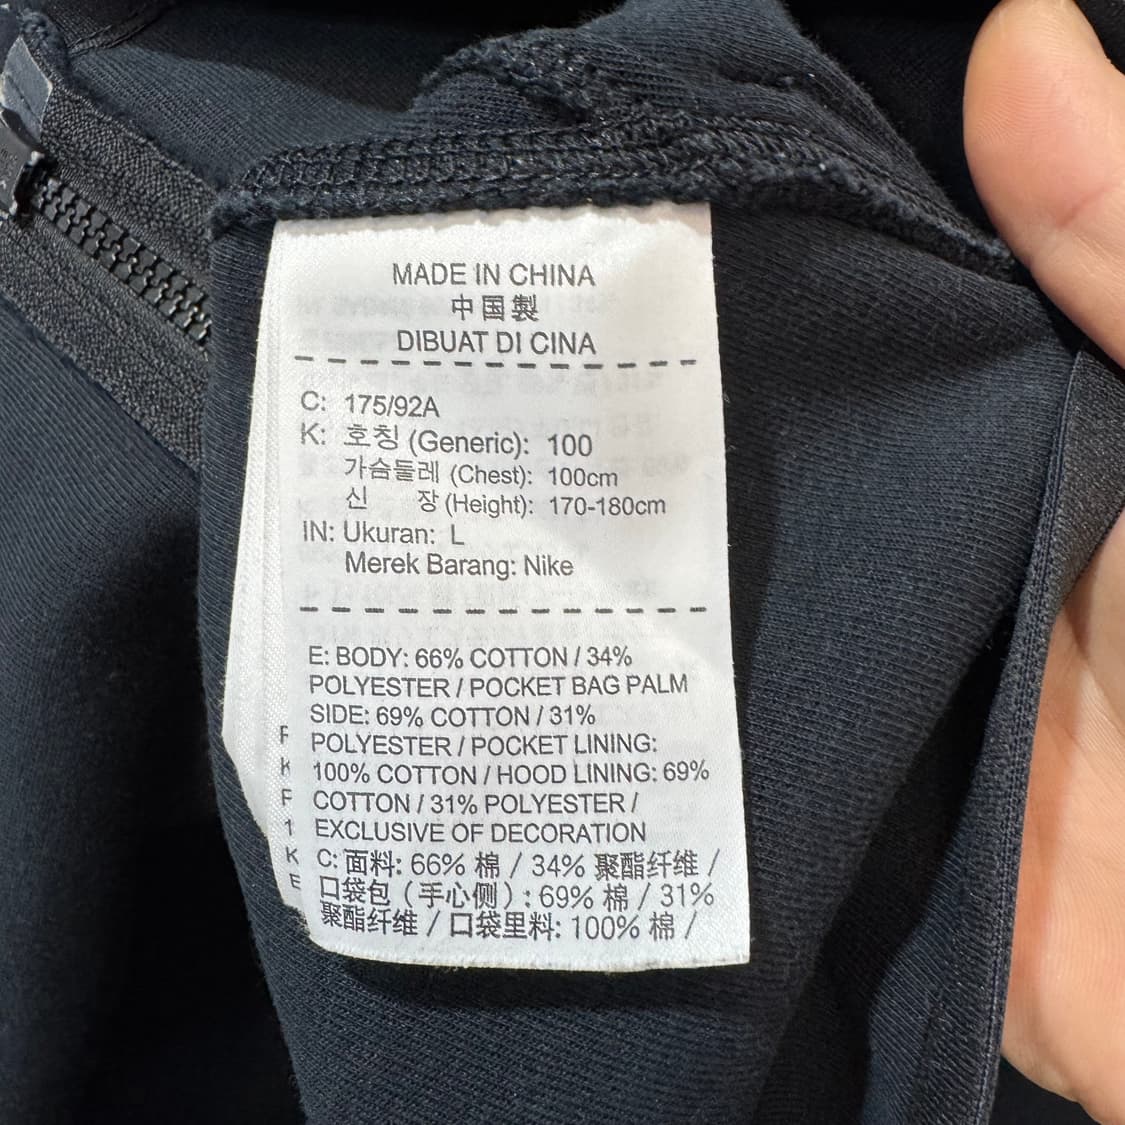 MADE IN CHINA
中国製
DIBUAT DI CINA
C: 175/92A
K: 호칭 (Generic): 100
가슴둘레 (Chest): 100cm
신 장 (Height): 170-180cm
IN: Ukuran: L
Merek Barang: Nike
E: BODY: 66% COTTON / 34%
POLYESTER / POCKET BAG PALM
SIDE: 69% COTTON / 31%
POLYESTER / POCKET LINING:
100% COTTON / HOOD LINING: 69%
COTTON / 31% POLYESTER /
EXCLUSIVE OF DECORATION
C: 面料: 66% 棉 / 34% 聚酯纤维 /
口袋包（手心侧）: 69% 棉 / 31%
聚酯纤维 / 口袋里料: 100% 棉 /